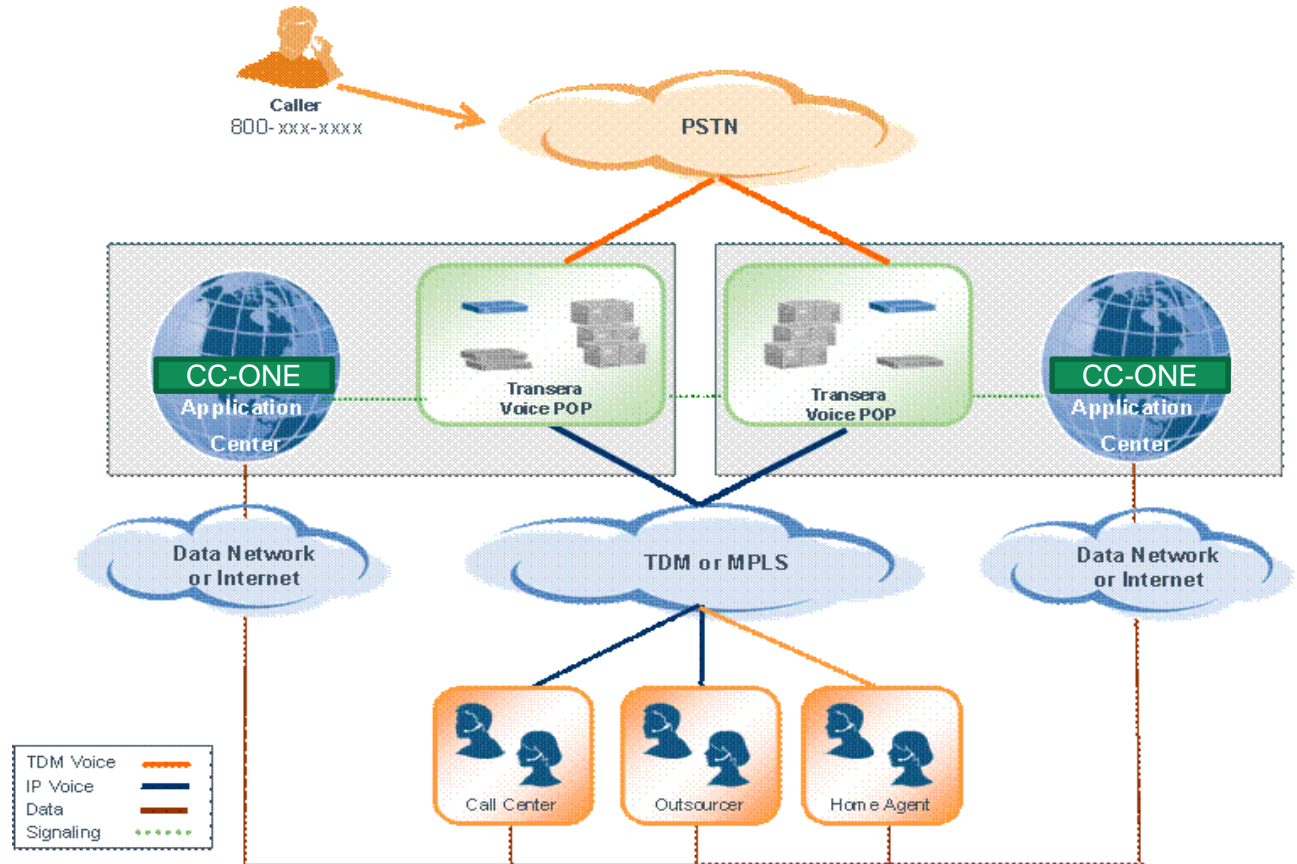 Caller
800-xxx-xxxx
PSTN
CC-ONE
Application
Center
Transera
Voice POP
Transera
Voice POP
CC-ONE
Application
Center
Data Network
or Internet
TDM or MPLS
Data Network
or Internet
Call Center
Outsourcer
Home Agent
TDM Voice
IP Voice
Data
Signaling